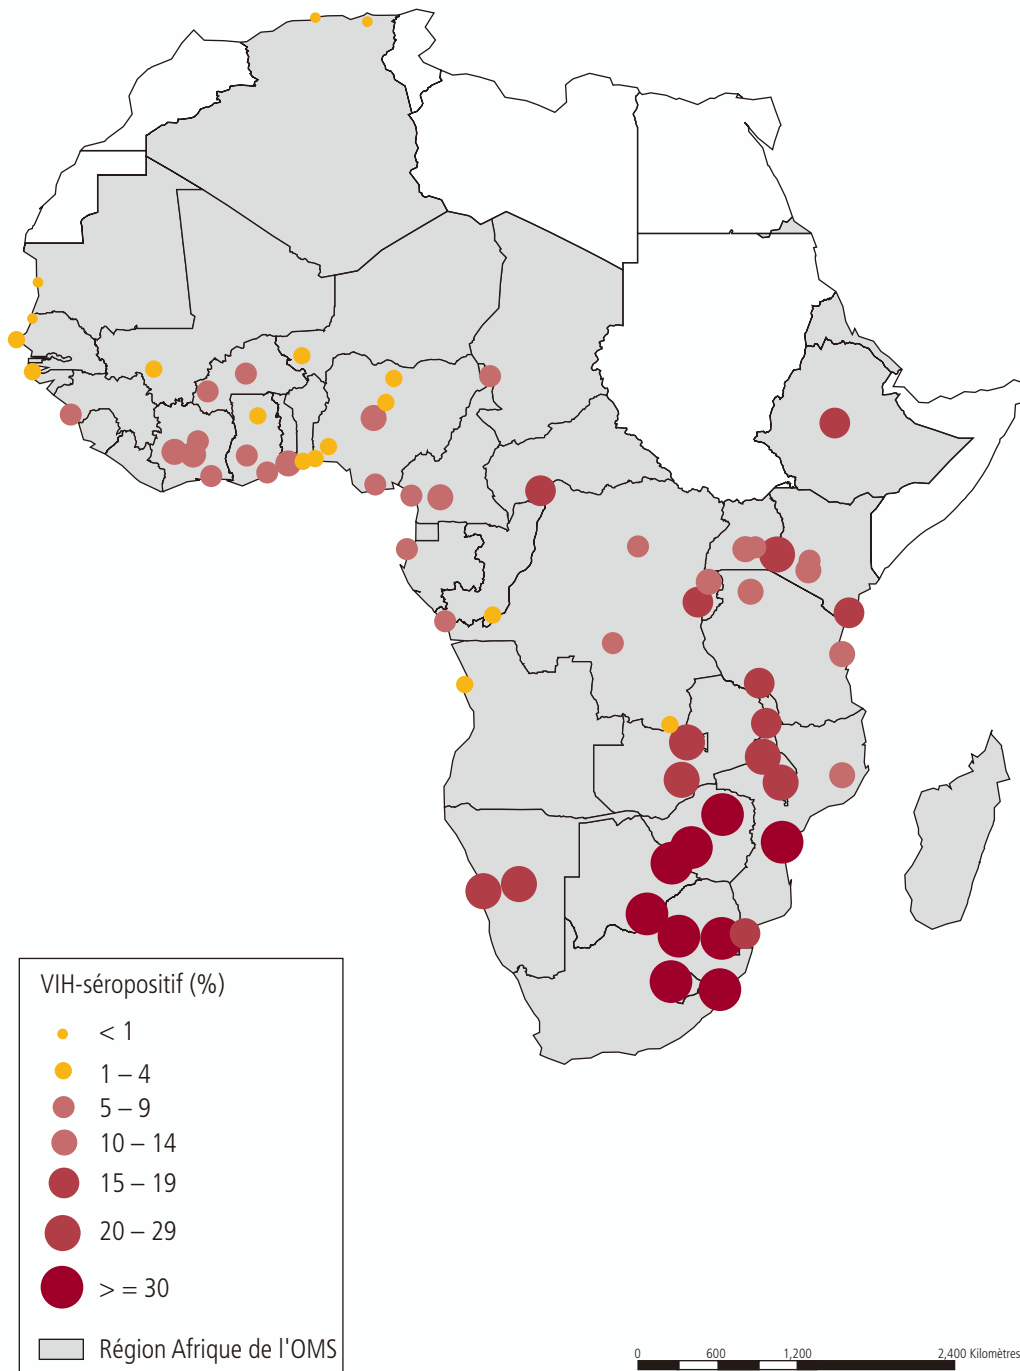 VIH-séropositif (%)
< 1
1 – 4
5 – 9
10 – 14
15 – 19
20 – 29
> = 30
Région Afrique de l'OMS
0 600 1,200 2,400 Kilomètres